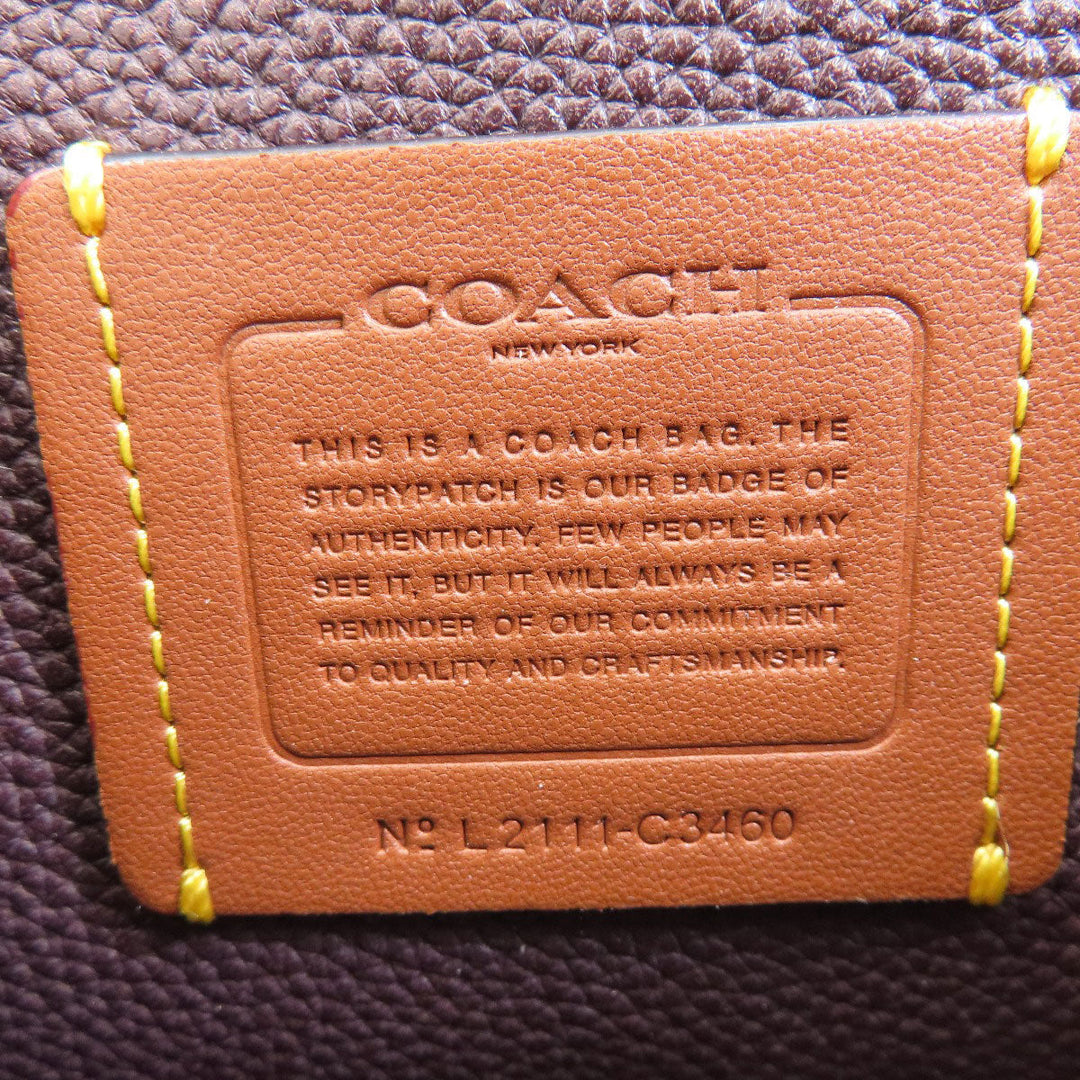 COACH
NEW YORK
THIS IS A COACH BAG. THE
STORYPATCH IS OUR BADGE OF
AUTHENTICITY. FEW PEOPLE MAY
SEE IT, BUT IT WILL ALWAYS BE A
REMINDER OF OUR COMMITMENT
TO QUALITY AND CRAFTSMANSHIP.
Nº L2111-C3460